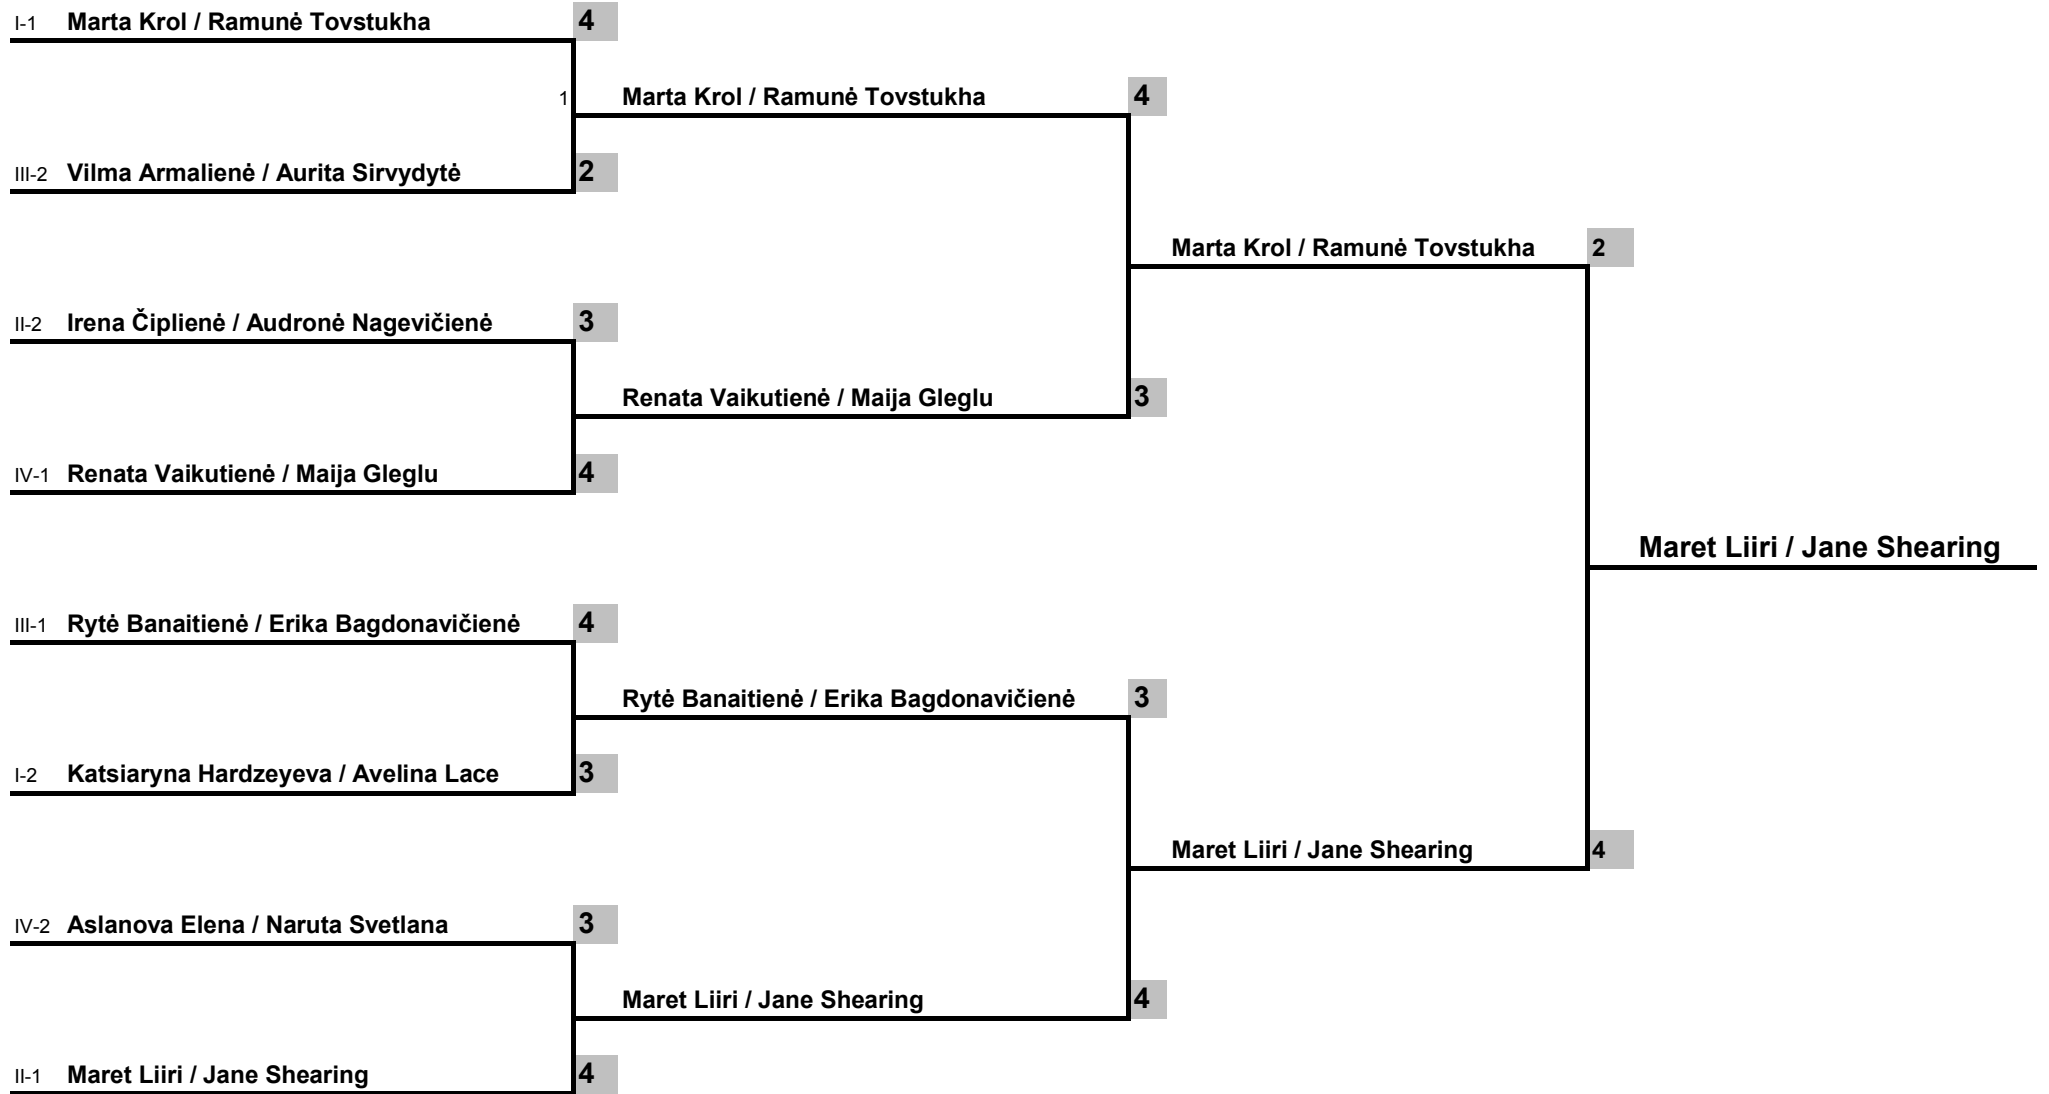 I-1 Marta Krol / Ramunė Tovstukha 4
1 Marta Krol / Ramunė Tovstukha 4
III-2 Vilma Armalienė / Aurita Sirvydytė 2
Marta Krol / Ramunė Tovstukha 2
II-2 Irena Čiplienė / Audronė Nagevičienė 3
Renata Vaikutienė / Maija Gleglu 3
IV-1 Renata Vaikutienė / Maija Gleglu 4
Maret Liiri / Jane Shearing
III-1 Rytė Banaitienė / Erika Bagdonavičienė 4
Rytė Banaitienė / Erika Bagdonavičienė 3
I-2 Katsiaryna Hardzeyeva / Avelina Lace 3
Maret Liiri / Jane Shearing 4
IV-2 Aslanova Elena / Naruta Svetlana 3
Maret Liiri / Jane Shearing 4
II-1 Maret Liiri / Jane Shearing 4